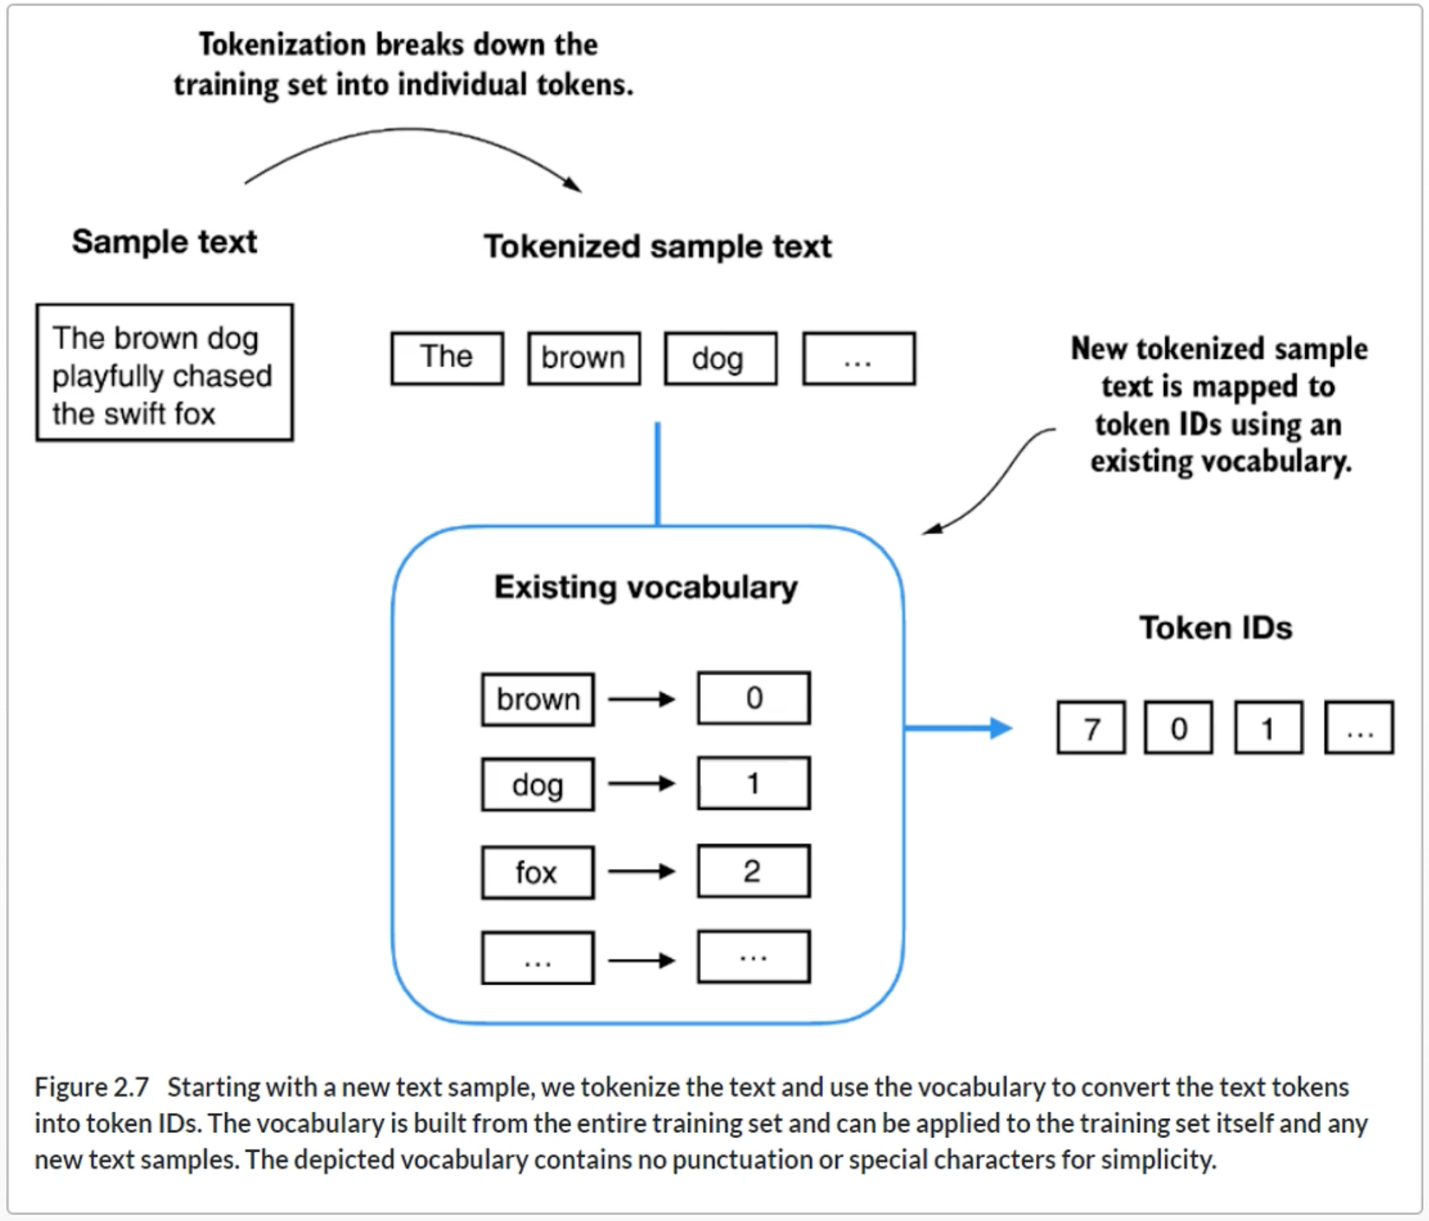 Tokenization breaks down the
training set into individual tokens.
Sample text
Tokenized sample text
The brown dog
playfully chased
the swift fox
The brown dog ...
New tokenized sample
text is mapped to
token IDs using an
existing vocabulary.
Existing vocabulary
brown 0
dog 1
fox 2
... ...
Token IDs
7 0 1 ...
Figure 2.7 Starting with a new text sample, we tokenize the text and use the vocabulary to convert the text tokens
into token IDs. The vocabulary is built from the entire training set and can be applied to the training set itself and any
new text samples. The depicted vocabulary contains no punctuation or special characters for simplicity.